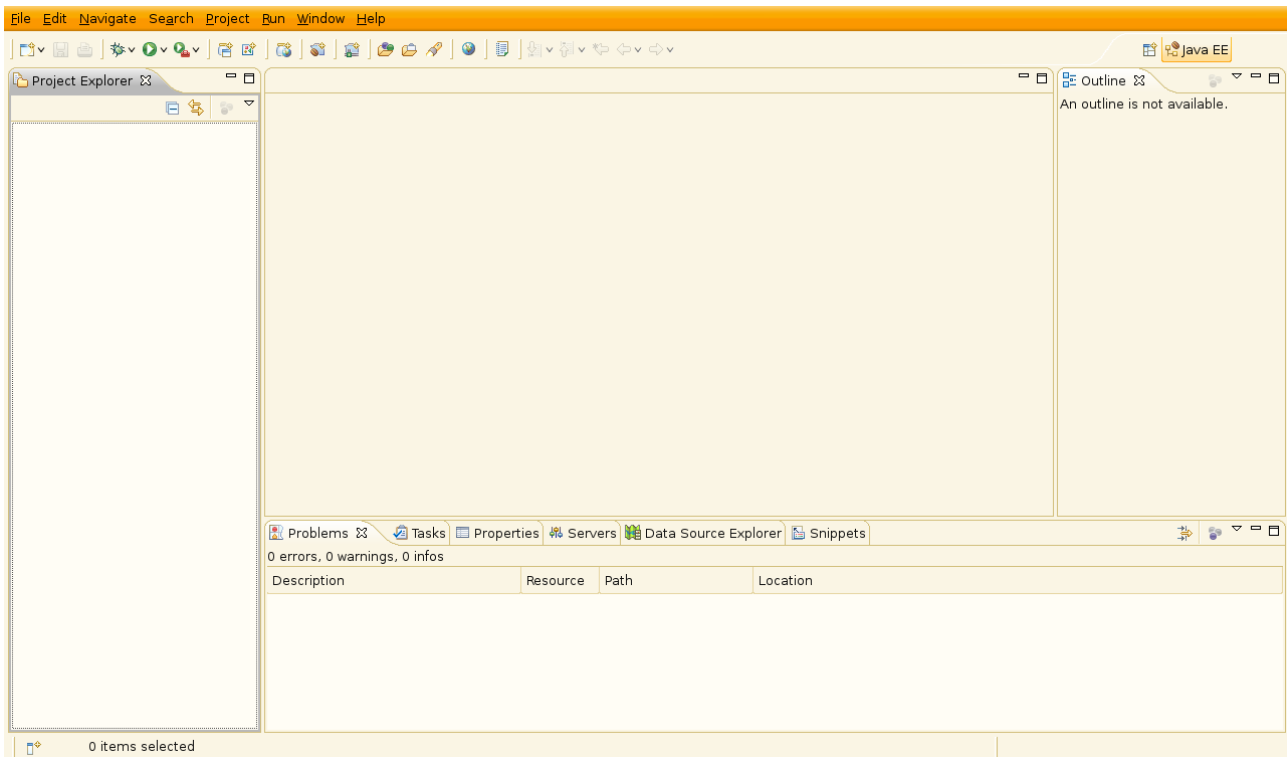 File Edit Navigate Search Project Run Window Help
Java EE
Project Explorer
Outline
An outline is not available.
Problems Tasks Properties Servers Data Source Explorer Snippets
0 errors, 0 warnings, 0 infos
Description Resource Path Location
0 items selected